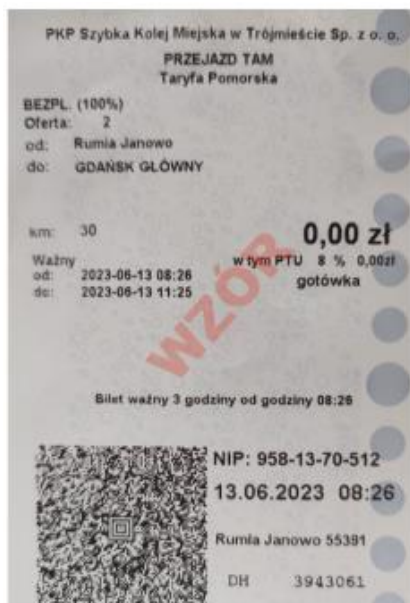 PKP Szybka Kolej Miejska w Trójmieście Sp. z o. o.
PRZEJAZD TAM
Taryfa Pomorska
BEZPŁ. (100%)
Oferta: 2
od: Rumia Janowo
do: GDAŃSK GŁÓWNY
km: 30
0,00 zł
Ważny
w tym PTU 8 % 0,00zł
od: 2023-06-13 08:26
gotówka
do: 2023-06-13 11:25
WZÓR
Bilet ważny 3 godziny od godziny 08:26
NIP: 958-13-70-512
13.06.2023 08:26
Rumia Janowo 55391
DH 3943061